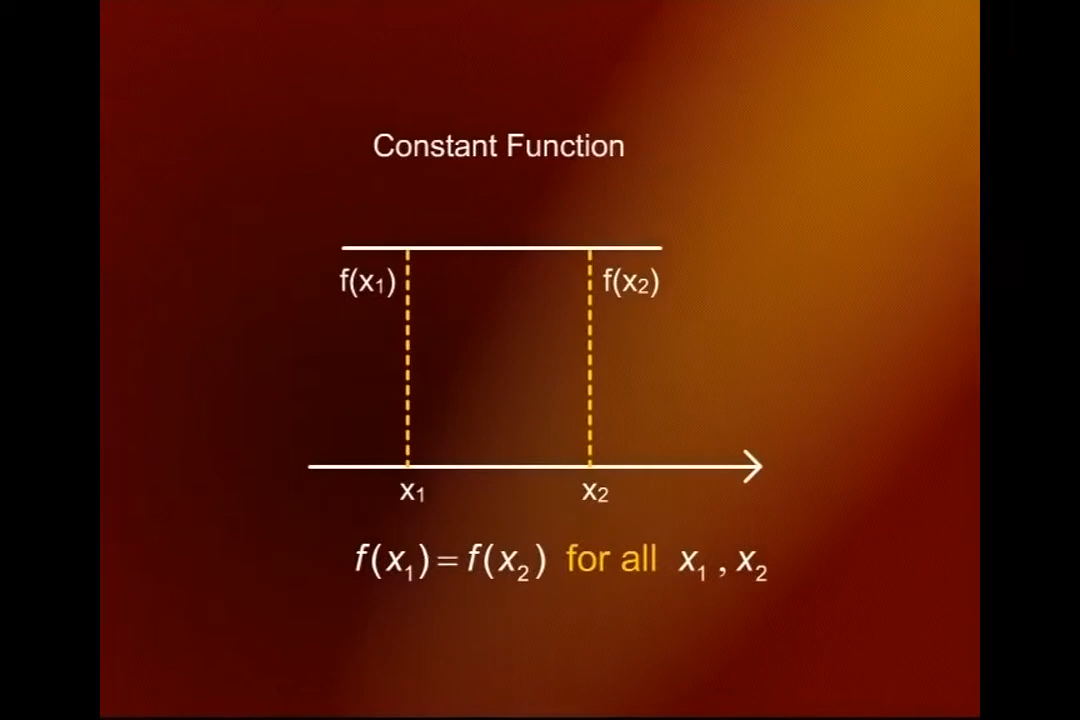 Constant Function
f(x₁) f(x₂)
x₁ x₂
f(x₁) = f(x₂) for all x₁ , x₂